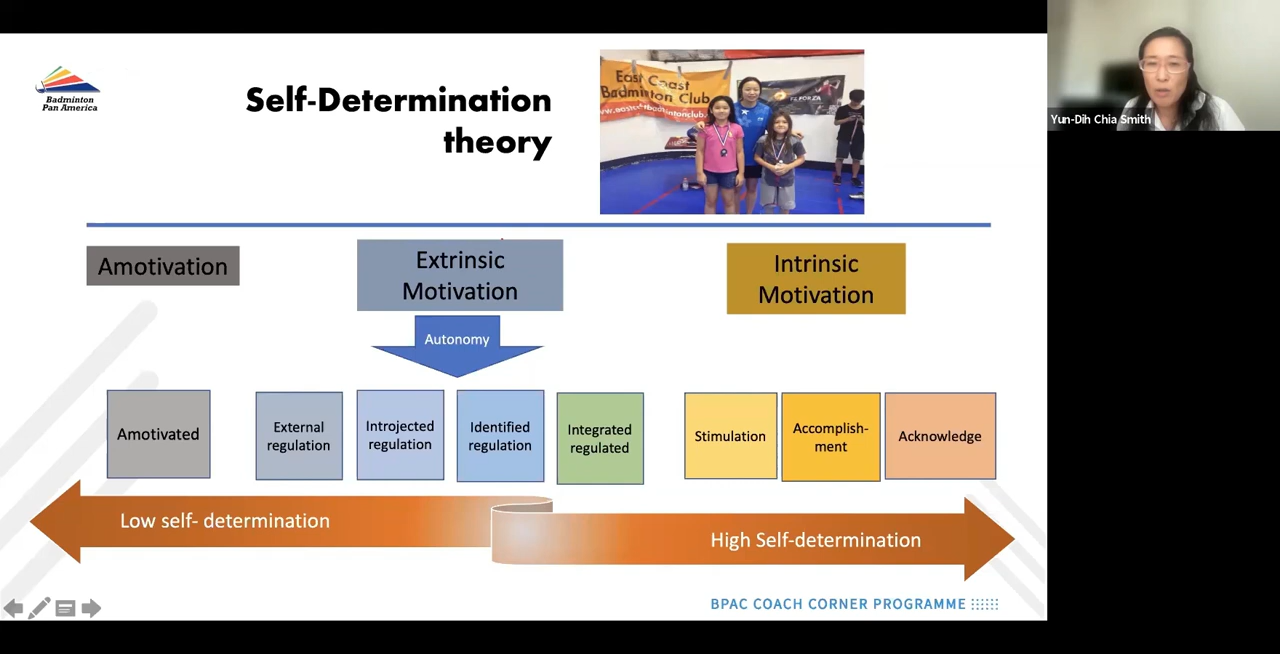 Badminton
Pan America
Self-Determination
theory
East Coast
Badminton Club
FZ FORZA
Yun-Dih Chia Smith
Amotivation
Extrinsic
Motivation
Intrinsic
Motivation
Autonomy
Amotivated
External
regulation
Introjected
regulation
Identified
regulation
Integrated
regulated
Stimulation
Accomplish-
ment
Acknowledge
Low self- determination
High Self-determination
BPAC COACH CORNER PROGRAMME